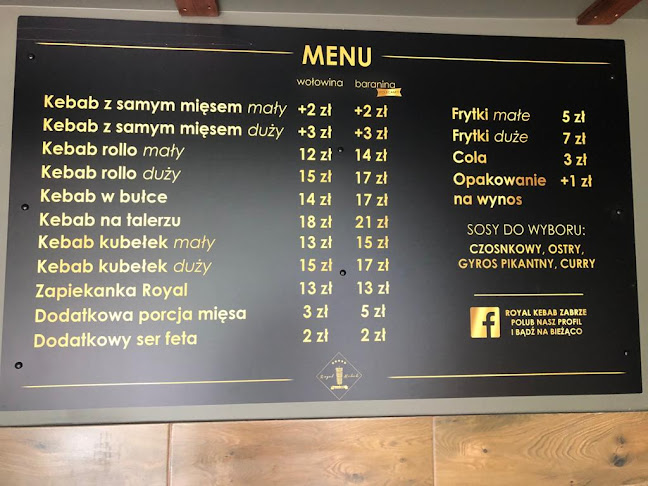 MENU
wołowina baranina
Kebab z samym mięsem mały +2 zł +2 zł
Kebab z samym mięsem duży +3 zł +3 zł
Kebab rollo mały 12 zł 14 zł
Kebab rollo duży 15 zł 17 zł
Kebab w bułce 14 zł 17 zł
Kebab na talerzu 18 zł 21 zł
Kebab kubełek mały 13 zł 15 zł
Kebab kubełek duży 15 zł 17 zł
Zapiekanka Royal 13 zł 13 zł
Dodatkowa porcja mięsa 3 zł 5 zł
Dodatkowy ser feta 2 zł 2 zł
Frytki małe 5 zł
Frytki duże 7 zł
Cola 3 zł
Opakowanie +1 zł
na wynos
SOSY DO WYBORU:
CZOSNKOWY, OSTRY,
GYROS PIKANTNY, CURRY
f ROYAL KEBAB ZABRZE
POLUB NASZ PROFIL
I BĄDŹ NA BIEŻĄCO
Royal Kebab